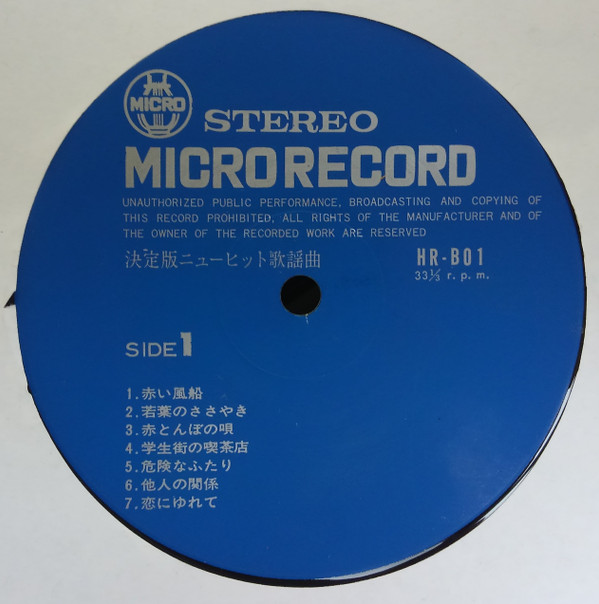 MICRO
STEREO
MICRO RECORD
UNAUTHORIZED PUBLIC PERFORMANCE, BROADCASTING AND COPYING OF
THIS RECORD PROHIBITED, ALL RIGHTS OF THE MANUFACTURER AND OF
THE OWNER OF THE RECORDED WORK ARE RESERVED
決定版ニューヒット歌謡曲
HR-B01
33⅓ r.p.m.
SIDE 1
1.赤い風船
2.若葉のささやき
3.赤とんぼの唄
4.学生街の喫茶店
5.危険なふたり
6.他人の関係
7.恋にゆれて